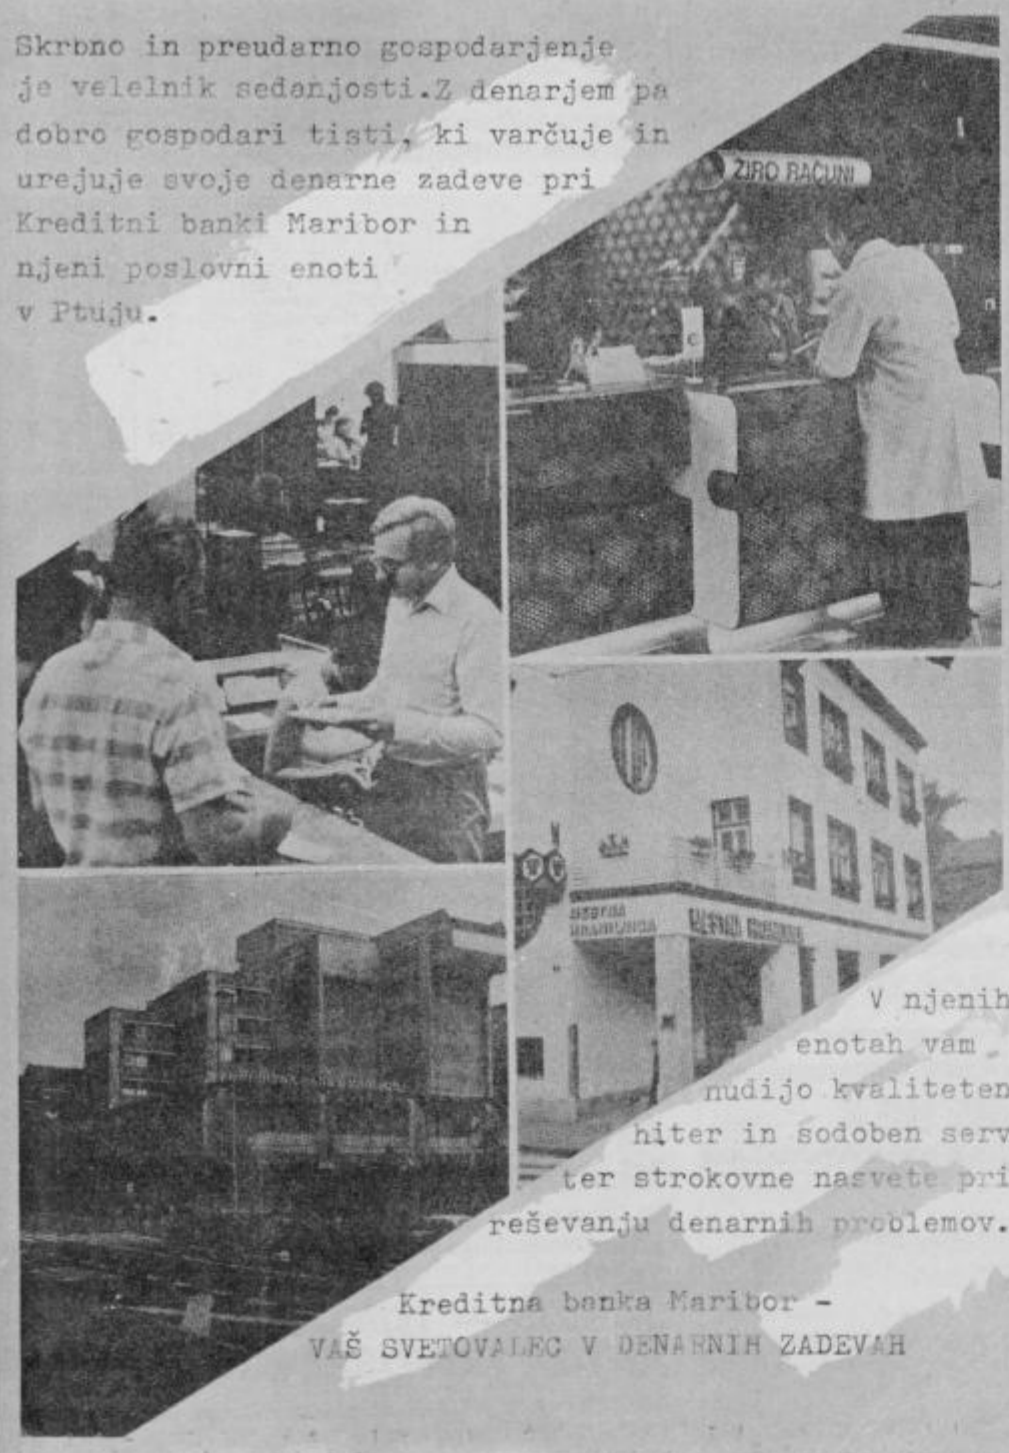 Skrbno in preudarno gospodarjenje
je velelnik sedanjosti.Z denarjem pa
dobro gospodari tisti, ki varčuje in
urejuje svoje denarne zadeve pri
Kreditni banki Maribor in
njeni poslovni enoti
v Ptuju.
ŽIRO RAČUNI
V njenih
enotah vam
nudijo kvaliteten
hiter in sodoben serv
ter strokovne nasvete pri
reševanju denarnih problemov.
Kreditna banka Maribor -
VAŠ SVETOVALEC V DENARNIH ZADEVAH